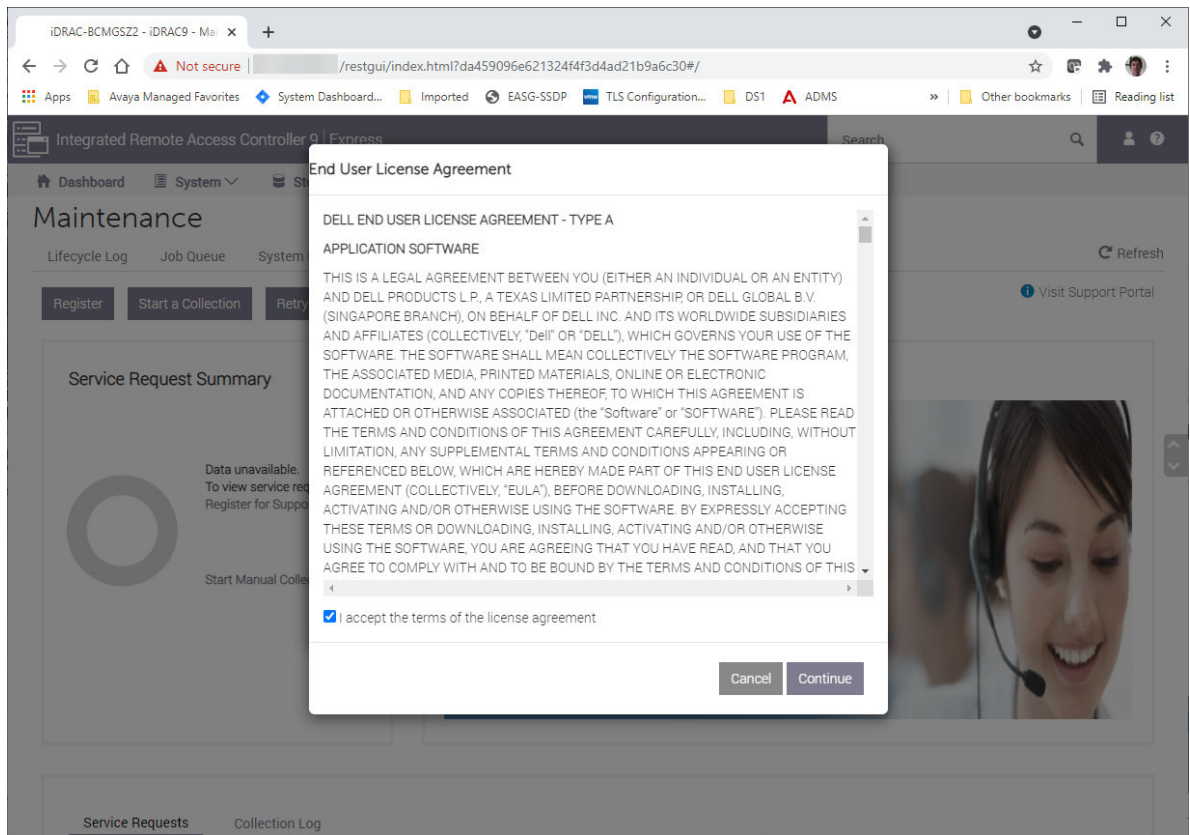 iDRAC-BCMGSZ2 - iDRAC9 - Mai
Not secure
/restgui/index.html?da459096e621324f4f3d4ad21b9a6c30#/
Apps Avaya Managed Favorites System Dashboard... Imported EASG-SSDP TLS Configuration... DS1 ADMS » Other bookmarks Reading list
Integrated Remote Access Controller 9 | Express Search
Dashboard System
Maintenance
Lifecycle Log Job Queue System Refresh
Register Start a Collection Retry Visit Support Portal
Service Request Summary
Data unavailable.
To view service req
Register for Suppo
Start Manual Colle
End User License Agreement
DELL END USER LICENSE AGREEMENT - TYPE A
APPLICATION SOFTWARE
THIS IS A LEGAL AGREEMENT BETWEEN YOU (EITHER AN INDIVIDUAL OR AN ENTITY)
AND DELL PRODUCTS L.P., A TEXAS LIMITED PARTNERSHIP, OR DELL GLOBAL B.V.
(SINGAPORE BRANCH), ON BEHALF OF DELL INC. AND ITS WORLDWIDE SUBSIDIARIES
AND AFFILIATES (COLLECTIVELY, "Dell" OR "DELL"), WHICH GOVERNS YOUR USE OF THE
SOFTWARE. THE SOFTWARE SHALL MEAN COLLECTIVELY THE SOFTWARE PROGRAM,
THE ASSOCIATED MEDIA, PRINTED MATERIALS, ONLINE OR ELECTRONIC
DOCUMENTATION, AND ANY COPIES THEREOF, TO WHICH THIS AGREEMENT IS
ATTACHED OR OTHERWISE ASSOCIATED (the "Software" or "SOFTWARE"). PLEASE READ
THE TERMS AND CONDITIONS OF THIS AGREEMENT CAREFULLY, INCLUDING, WITHOUT
LIMITATION, ANY SUPPLEMENTAL TERMS AND CONDITIONS APPEARING OR
REFERENCED BELOW, WHICH ARE HEREBY MADE PART OF THIS END USER LICENSE
AGREEMENT (COLLECTIVELY, "EULA"), BEFORE DOWNLOADING, INSTALLING,
ACTIVATING AND/OR OTHERWISE USING THE SOFTWARE. BY EXPRESSLY ACCEPTING
THESE TERMS OR DOWNLOADING, INSTALLING, ACTIVATING AND/OR OTHERWISE
USING THE SOFTWARE, YOU ARE AGREEING THAT YOU HAVE READ, AND THAT YOU
AGREE TO COMPLY WITH AND TO BE BOUND BY THE TERMS AND CONDITIONS OF THIS
I accept the terms of the license agreement
Cancel Continue
Service Requests Collection Log